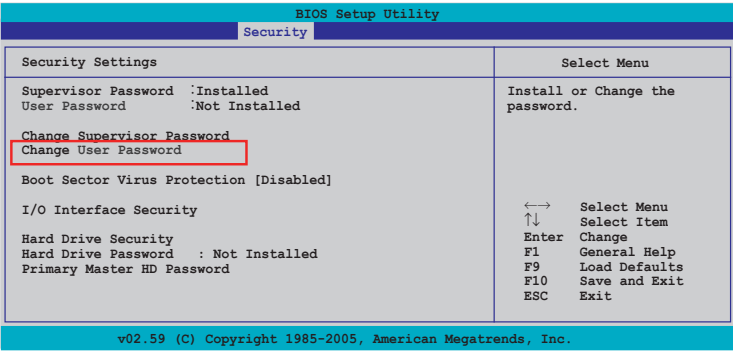 BIOS Setup Utility
Security
Security Settings
Supervisor Password :Installed
User Password :Not Installed
Change Supervisor Password
Change User Password
Boot Sector Virus Protection [Disabled]
I/O Interface Security
Hard Drive Security
Hard Drive Password : Not Installed
Primary Master HD Password
Select Menu
Install or Change the
password.
←→ Select Menu
↑↓ Select Item
Enter Change
F1 General Help
F9 Load Defaults
F10 Save and Exit
ESC Exit
v02.59 (C) Copyright 1985-2005, American Megatrends, Inc.